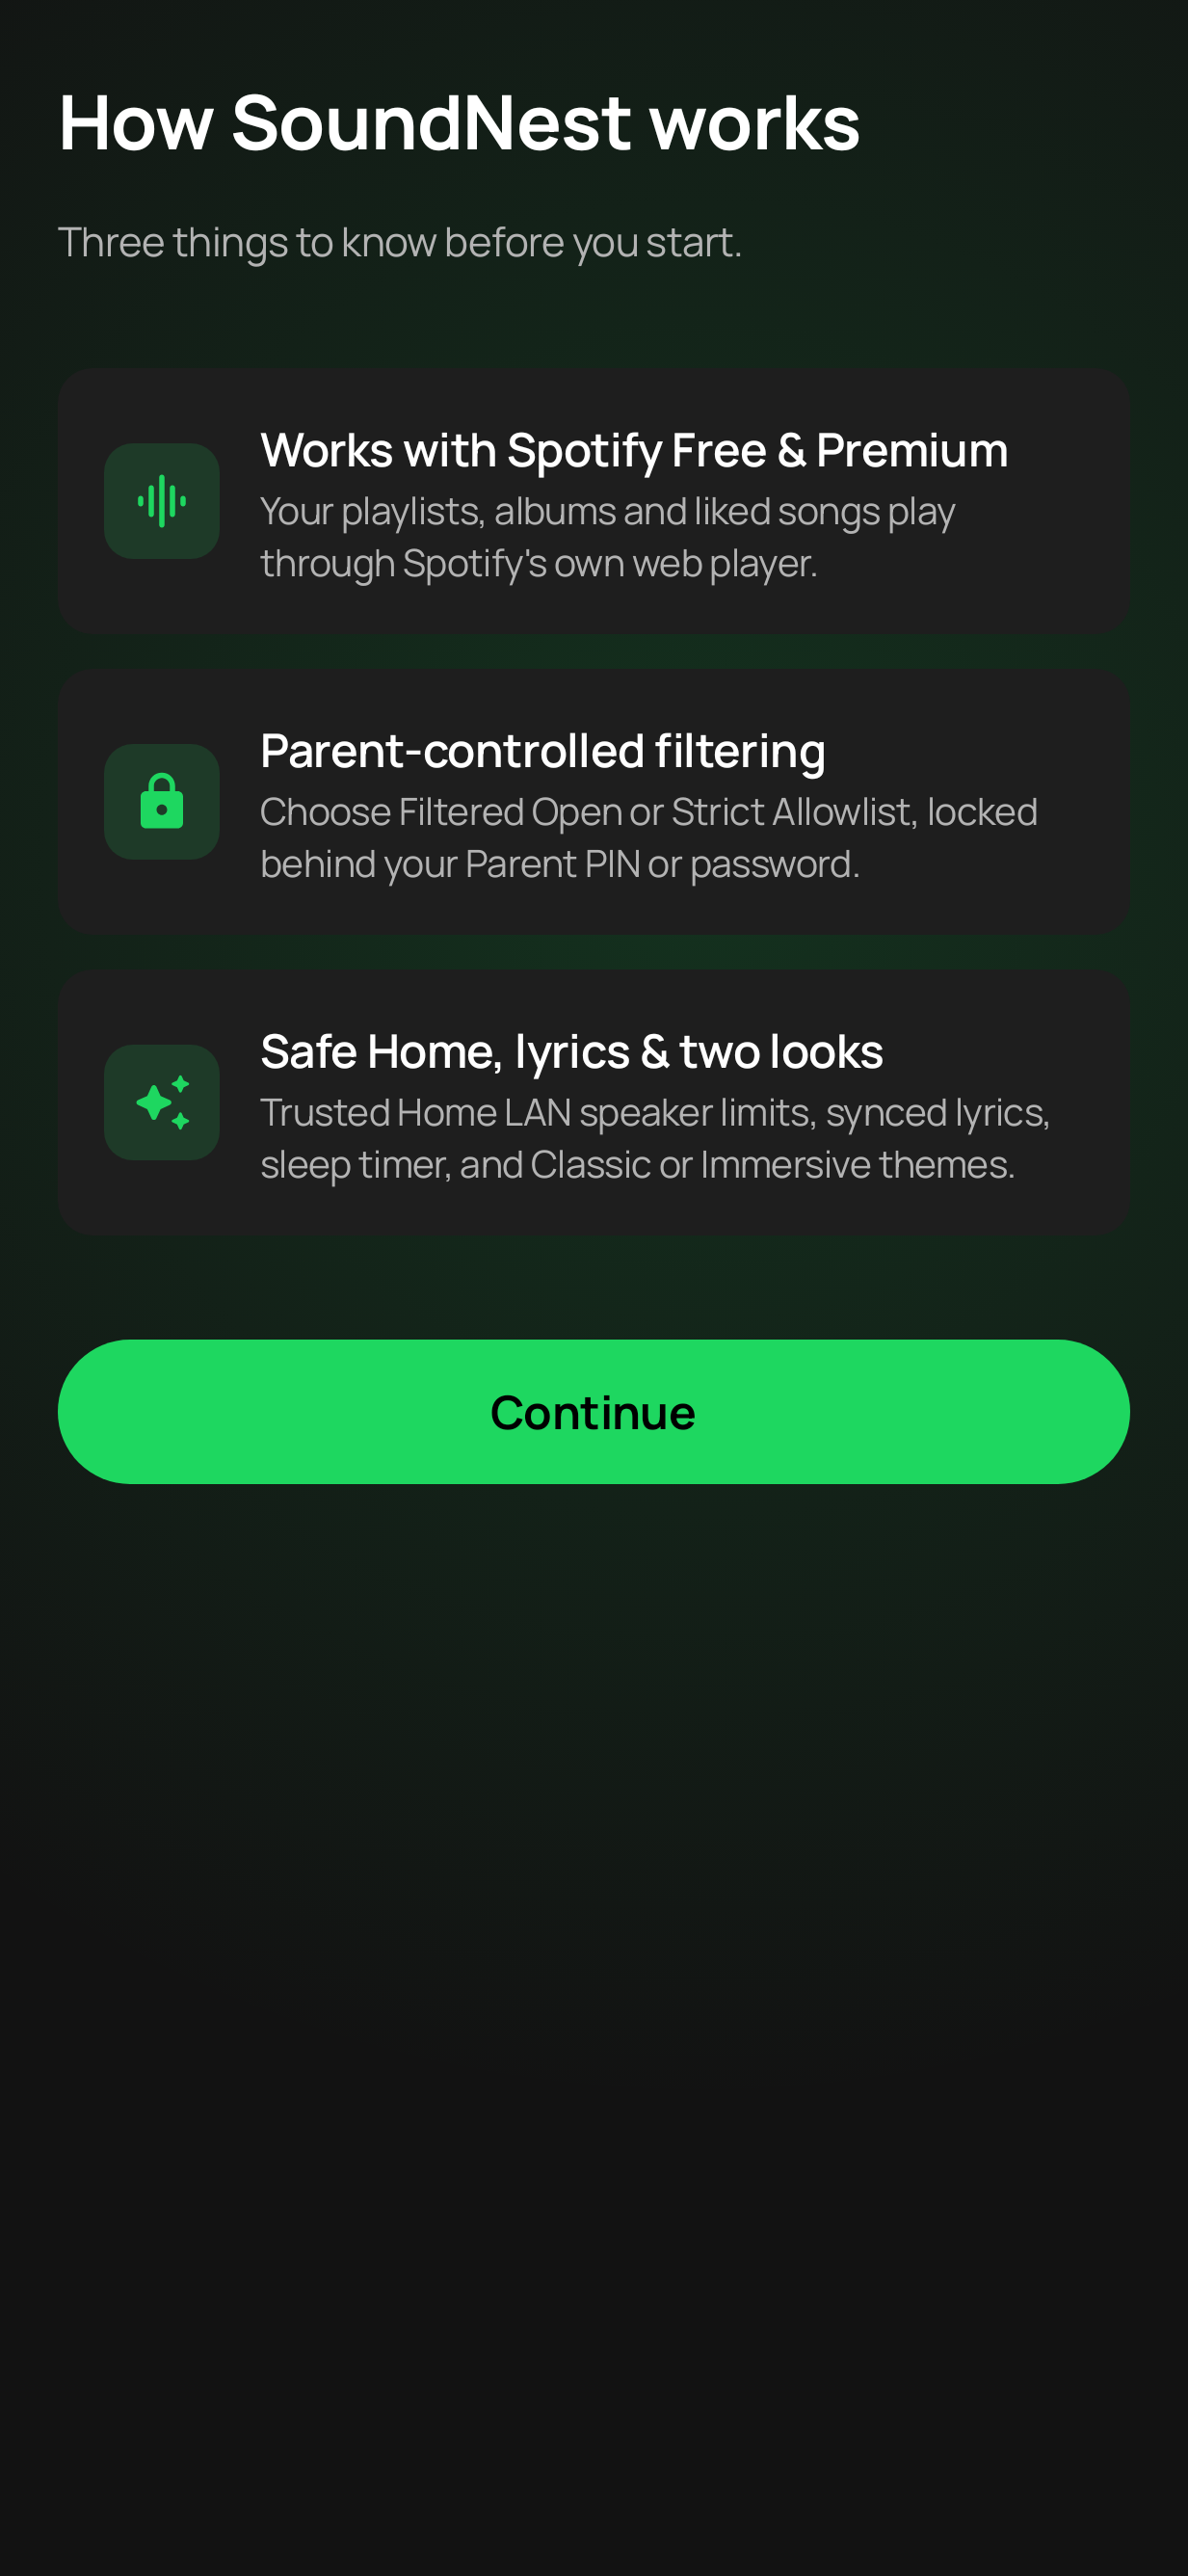 How SoundNest works
Three things to know before you start.
Works with Spotify Free & Premium
Your playlists, albums and liked songs play
through Spotify's own web player.
Parent-controlled filtering
Choose Filtered Open or Strict Allowlist, locked
behind your Parent PIN or password.
Safe Home, lyrics & two looks
Trusted Home LAN speaker limits, synced lyrics,
sleep timer, and Classic or Immersive themes.
Continue